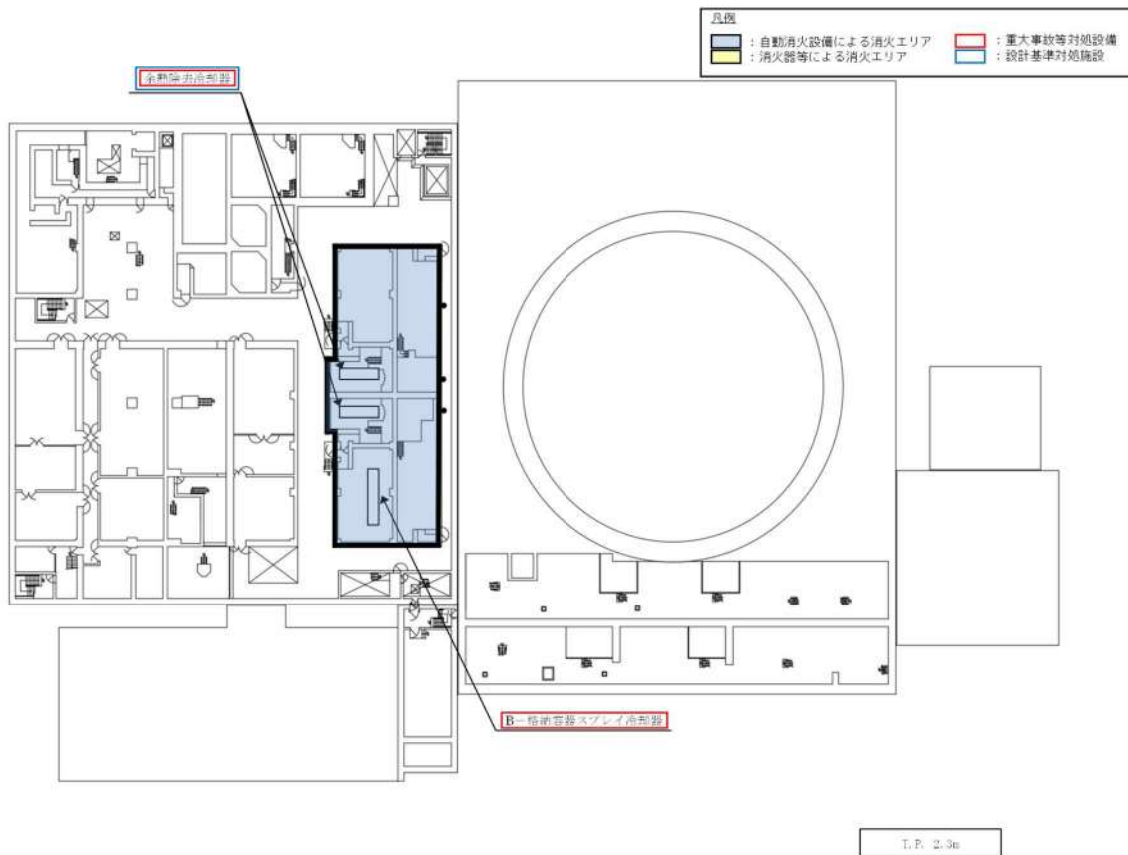 凡例
：自動消火設備による消火エリア
：重大事故等対処設備
：消火器等による消火エリア
：設計基準対処施設
余熱除去冷却器
B－格納容器スプレイ冷却器
T.P. 2.3m